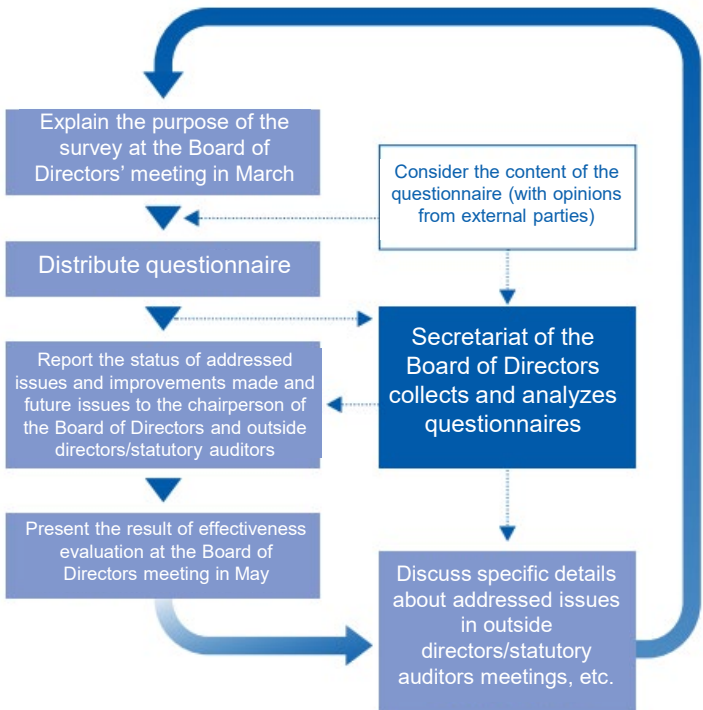 Explain the purpose of the
survey at the Board of
Directors’ meeting in March
Consider the content of the
questionnaire (with opinions
from external parties)
Distribute questionnaire
Secretariat of the
Board of Directors
collects and analyzes
questionnaires
Report the status of addressed
issues and improvements made and
future issues to the chairperson of
the Board of Directors and outside
directors/statutory auditors
Present the result of effectiveness
evaluation at the Board of
Directors meeting in May
Discuss specific details
about addressed issues
in outside
directors/statutory
auditors meetings, etc.